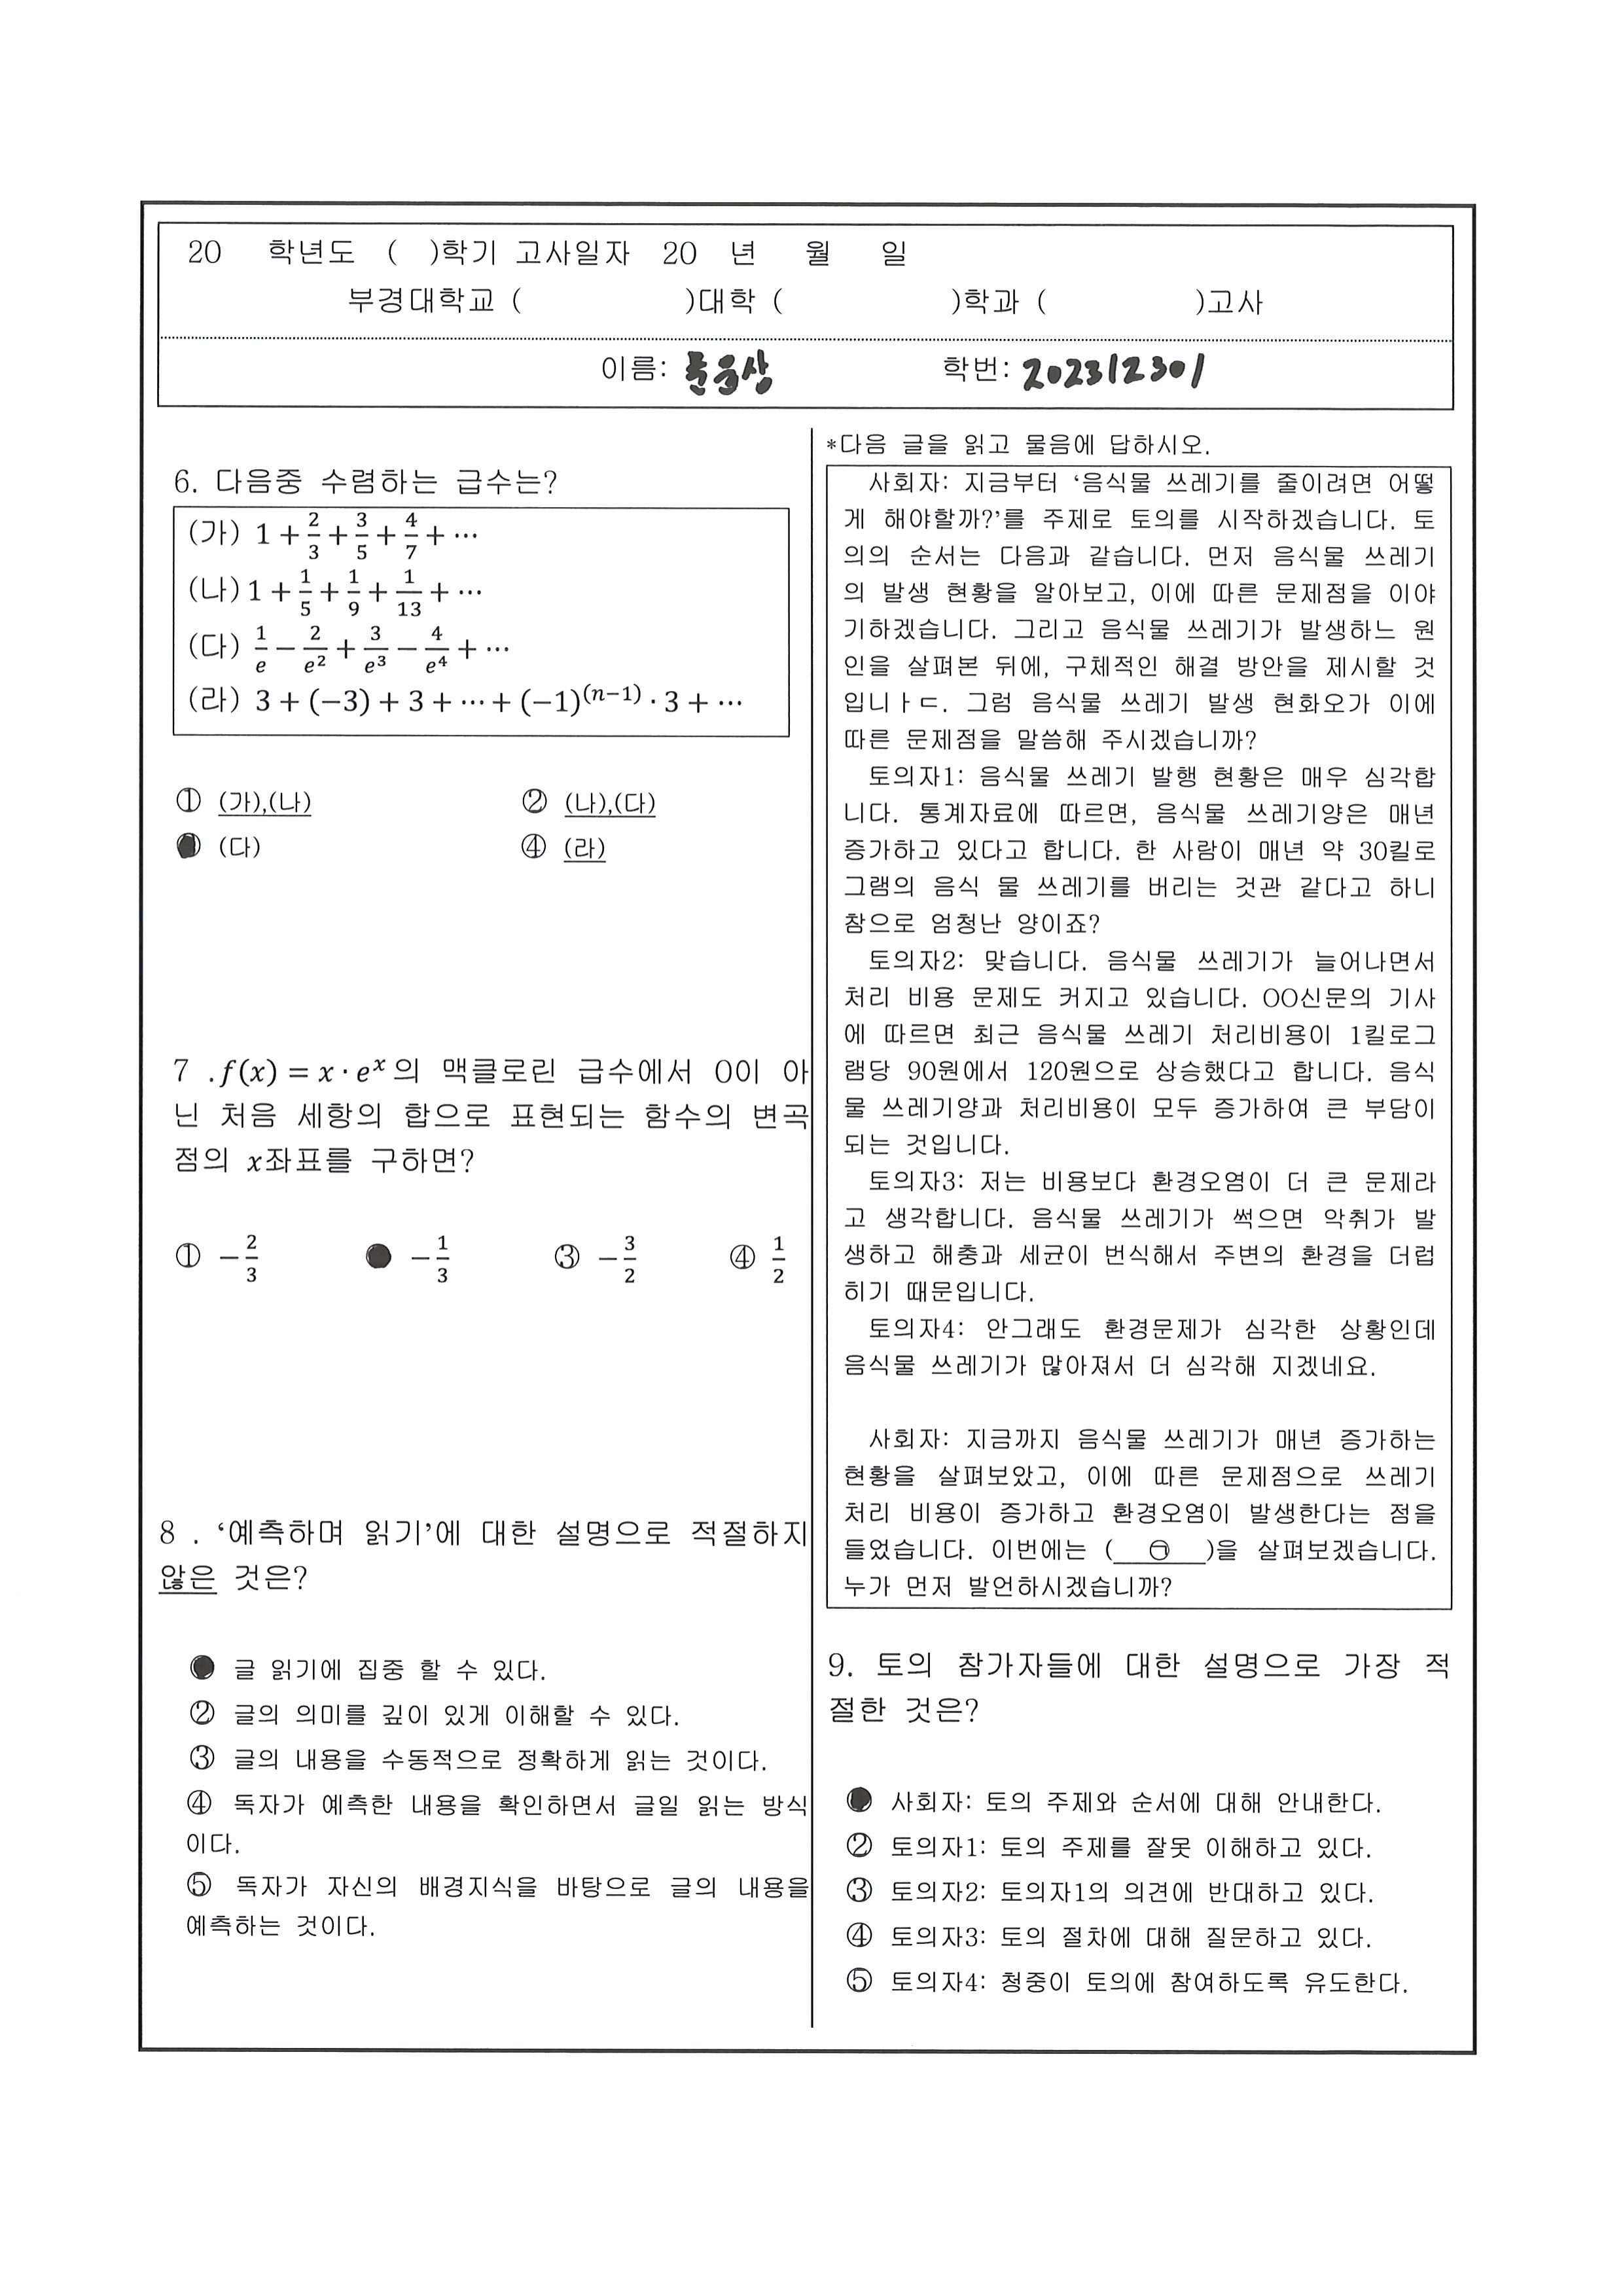 20 학년도 ( )학기 고사일자 20 년 월 일
부경대학교 ( )대학 ( )학과 ( )고사
이름: 학번: 202312301
6. 다음중 수렴하는 급수는?
(가) 1 + 2/3 + 3/5 + 4/7 + ⋯
(나) 1 + 1/5 + 1/9 + 1/13 + ⋯
(다) 1/e − 2/e² + 3/e³ − 4/e⁴ + ⋯
(라) 3 + (−3) + 3 + ⋯ + (−1)⁽ⁿ⁻¹⁾ · 3 + ⋯
① (가),(나) ② (나),(다)
● (다) ④ (라)
7 .f(x) = x · eˣ의 맥클로린 급수에서 0이 아
닌 처음 세항의 합으로 표현되는 함수의 변곡
점의 x좌표를 구하면?
① −2/3 ● −1/3 ③ −3/2 ④ 1/2
8 . ‘예측하며 읽기’에 대한 설명으로 적절하지
않은 것은?
● 글 읽기에 집중 할 수 있다.
② 글의 의미를 깊이 있게 이해할 수 있다.
③ 글의 내용을 수동적으로 정확하게 읽는 것이다.
④ 독자가 예측한 내용을 확인하면서 글일 읽는 방식
이다.
⑤ 독자가 자신의 배경지식을 바탕으로 글의 내용을
예측하는 것이다.
*다음 글을 읽고 물음에 답하시오.
사회자: 지금부터 ‘음식물 쓰레기를 줄이려면 어떻
게 해야할까?’를 주제로 토의를 시작하겠습니다. 토
의의 순서는 다음과 같습니다. 먼저 음식물 쓰레기
의 발생 현황을 알아보고, 이에 따른 문제점을 이야
기하겠습니다. 그리고 음식물 쓰레기가 발생하느 원
인을 살펴본 뒤에, 구체적인 해결 방안을 제시할 것
입니ㅏㄷ. 그럼 음식물 쓰레기 발생 현화오가 이에
따른 문제점을 말씀해 주시겠습니까?
토의자1: 음식물 쓰레기 발행 현황은 매우 심각합
니다. 통계자료에 따르면, 음식물 쓰레기양은 매년
증가하고 있다고 합니다. 한 사람이 매년 약 30킬로
그램의 음식 물 쓰레기를 버리는 것관 같다고 하니
참으로 엄청난 양이죠?
토의자2: 맞습니다. 음식물 쓰레기가 늘어나면서
처리 비용 문제도 커지고 있습니다. OO신문의 기사
에 따르면 최근 음식물 쓰레기 처리비용이 1킬로그
램당 90원에서 120원으로 상승했다고 합니다. 음식
물 쓰레기양과 처리비용이 모두 증가하여 큰 부담이
되는 것입니다.
토의자3: 저는 비용보다 환경오염이 더 큰 문제라
고 생각합니다. 음식물 쓰레기가 썩으면 악취가 발
생하고 해충과 세균이 번식해서 주변의 환경을 더럽
히기 때문입니다.
토의자4: 안그래도 환경문제가 심각한 상황인데
음식물 쓰레기가 많아져서 더 심각해 지겠네요.
사회자: 지금까지 음식물 쓰레기가 매년 증가하는
현황을 살펴보았고, 이에 따른 문제점으로 쓰레기
처리 비용이 증가하고 환경오염이 발생한다는 점을
들었습니다. 이번에는 ( ㉠ )을 살펴보겠습니다.
누가 먼저 발언하시겠습니까?
9. 토의 참가자들에 대한 설명으로 가장 적
절한 것은?
● 사회자: 토의 주제와 순서에 대해 안내한다.
② 토의자1: 토의 주제를 잘못 이해하고 있다.
③ 토의자2: 토의자1의 의견에 반대하고 있다.
④ 토의자3: 토의 절차에 대해 질문하고 있다.
⑤ 토의자4: 청중이 토의에 참여하도록 유도한다.